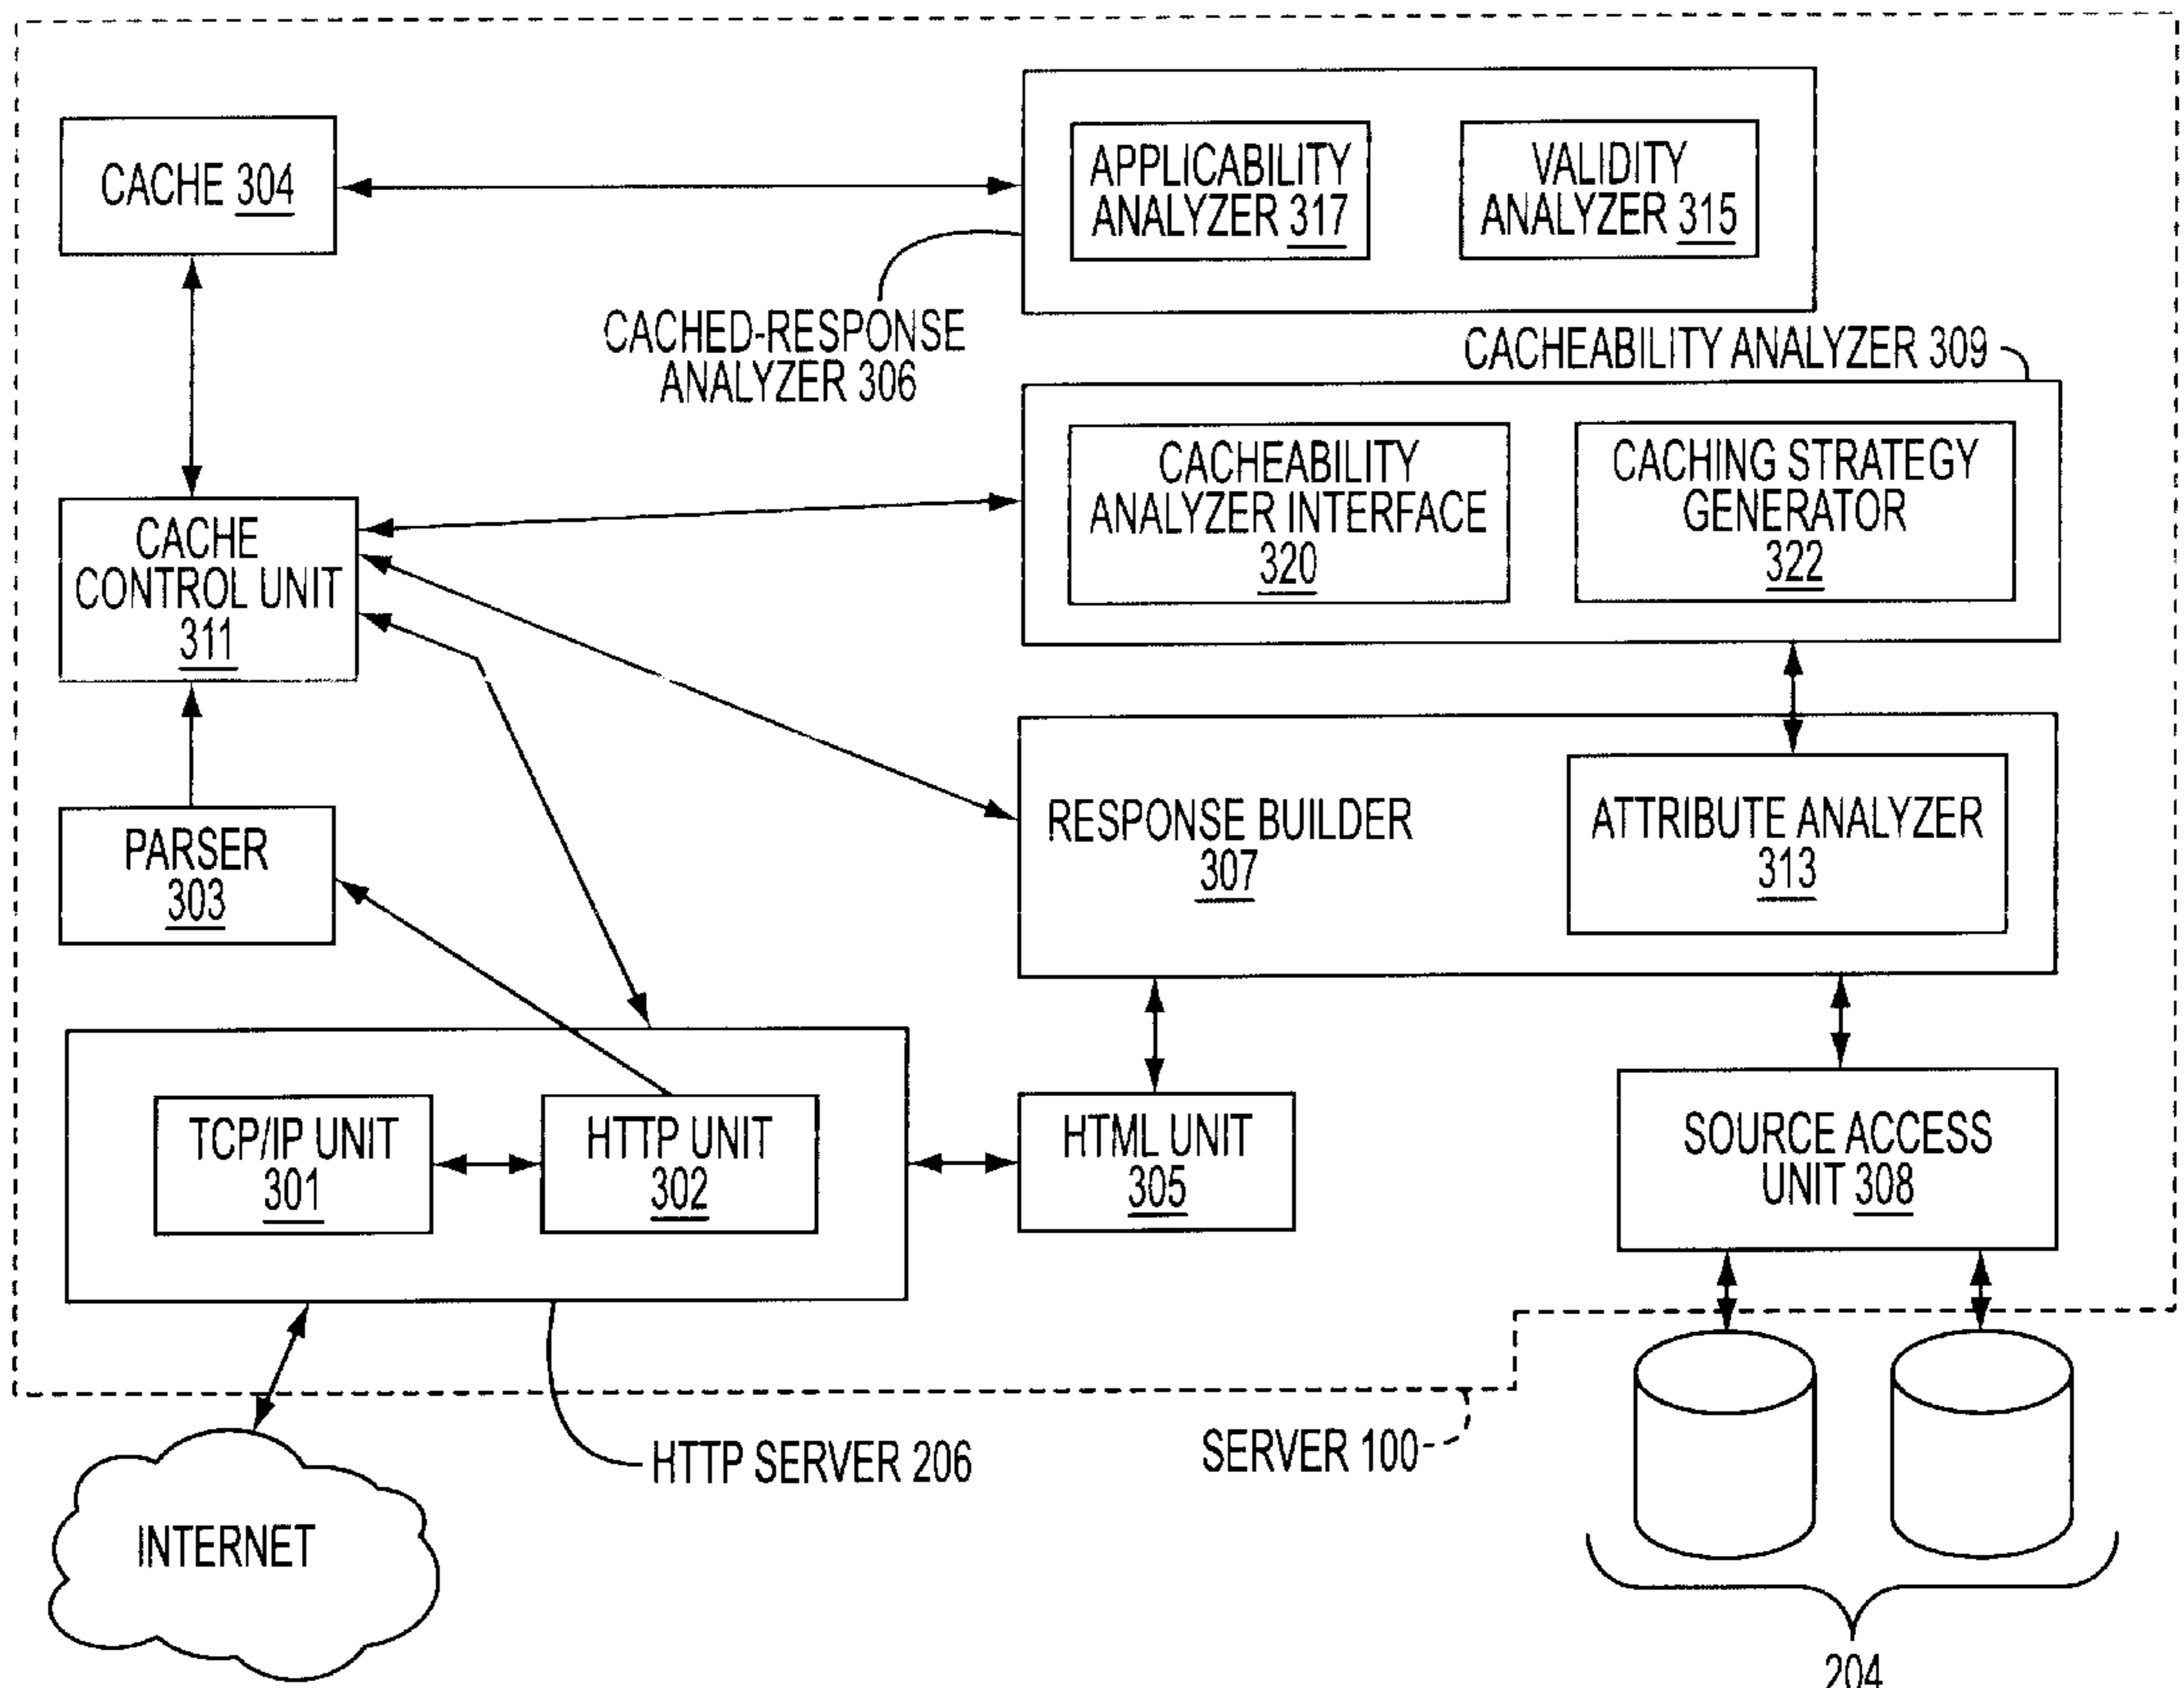 CACHE 304
APPLICABILITY
ANALYZER 317
VALIDITY
ANALYZER 315
CACHED-RESPONSE
ANALYZER 306
CACHEABILITY ANALYZER 309
CACHEABILITY
ANALYZER INTERFACE
320
CACHING STRATEGY
GENERATOR
322
CACHE
CONTROL UNIT
311
PARSER
303
RESPONSE BUILDER
307
ATTRIBUTE ANALYZER
313
TCP/IP UNIT
301
HTTP UNIT
302
HTML UNIT
305
SOURCE ACCESS
UNIT 308
HTTP SERVER 206
SERVER 100
INTERNET
204